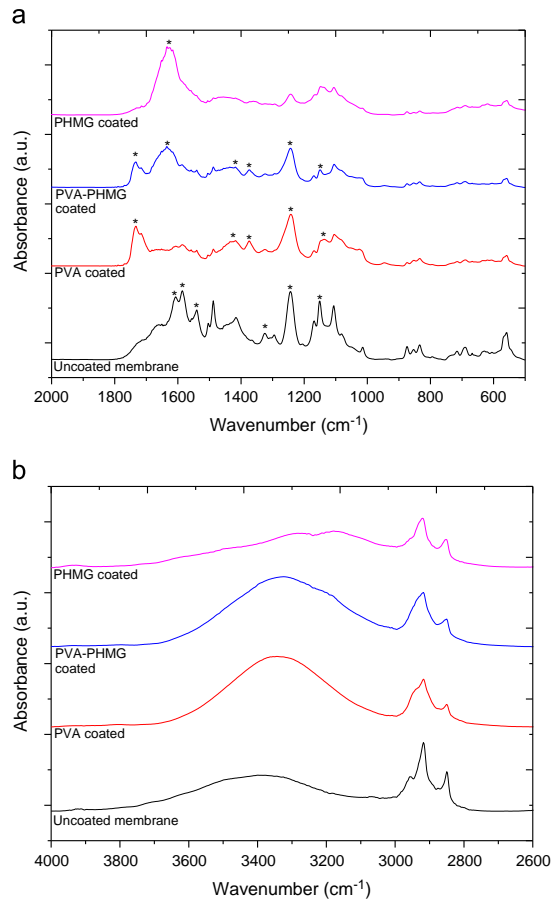 a
*
PHMG coated
* * * * * *
PVA-PHMG
coated
* * * * *
PVA coated
* * * * * *
Uncoated membrane
Absorbance (a.u.)
2000 1800 1600 1400 1200 1000 800 600
Wavenumber (cm⁻¹)
b
PHMG coated
PVA-PHMG
coated
PVA coated
Uncoated membrane
Absorbance (a.u.)
4000 3800 3600 3400 3200 3000 2800 2600
Wavenumber (cm⁻¹)